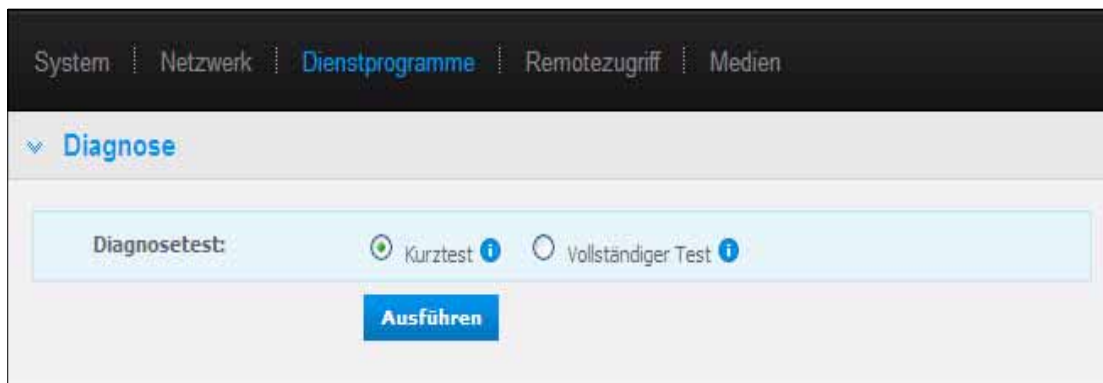 System Netzwerk Dienstprogramme Remotezugriff Medien
Diagnose
Diagnosetest: Kurztest Vollständiger Test
Ausführen